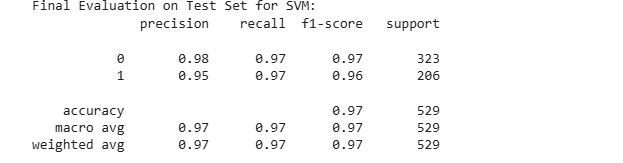 Final Evaluation on Test Set for SVM:
precision recall f1-score support
0 0.98 0.97 0.97 323
1 0.95 0.97 0.96 206
accuracy 0.97 529
macro avg 0.97 0.97 0.97 529
weighted avg 0.97 0.97 0.97 529